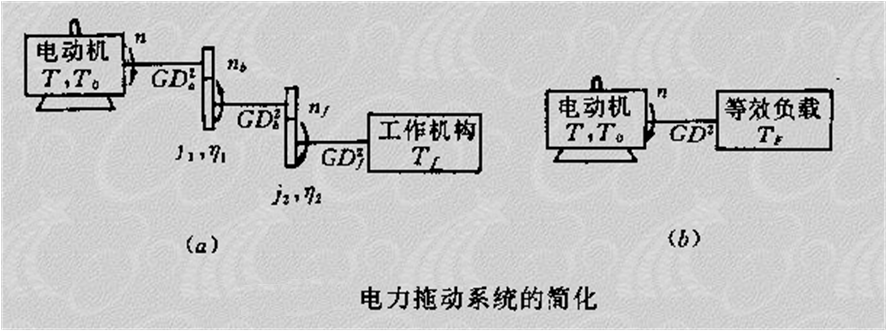 电动机
T,T₀
n
GD²ₐ
n_b
GD²_b
n_f
j₁,η₁
GD²_f
j₂,η₂
工作机构
T_f
(a)
电动机
T,T₀
n
GD²
等效负载
T_F
(b)
电力拖动系统的简化